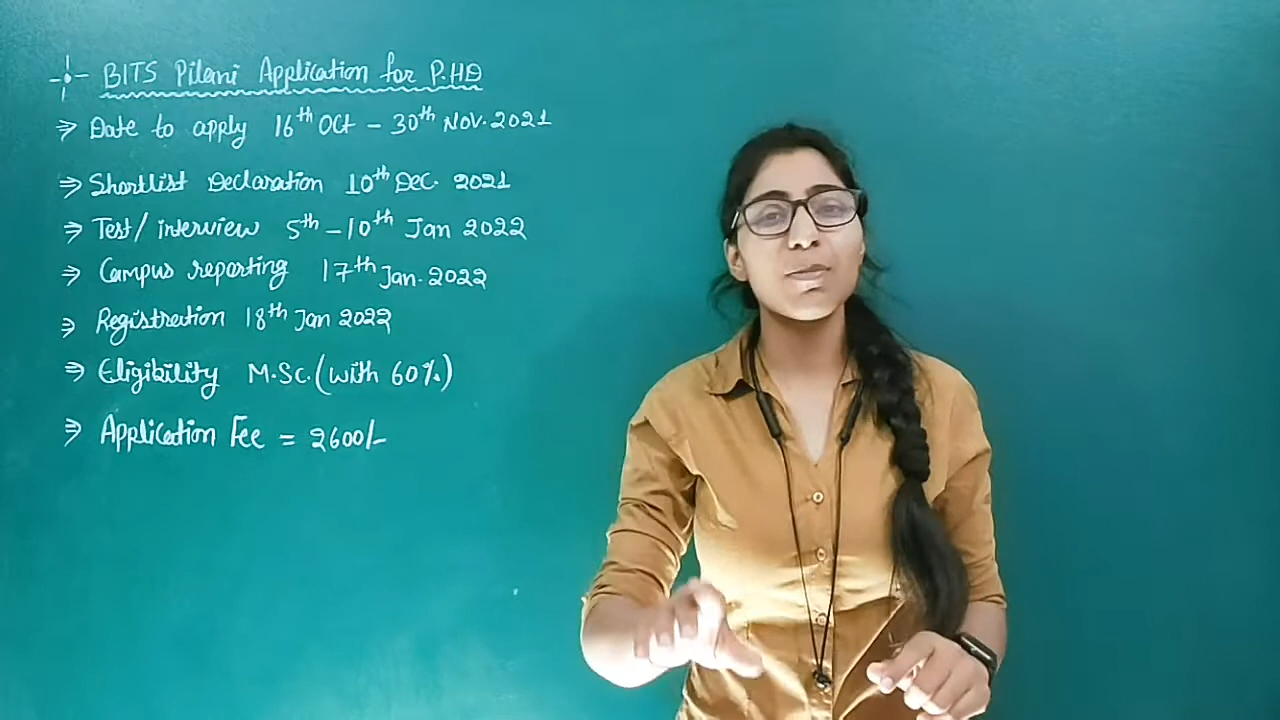 BITS Pilani Application for P.HD
⇒ Date to apply 16th Oct - 30th Nov. 2021
⇒ Shortlist Declaration 10th Dec. 2021
⇒ Test/interview 5th - 10th Jan 2022
⇒ Campus reporting 17th Jan. 2022
⇒ Registration 18th Jan 2022
⇒ Eligibility M.Sc. (with 60%)
⇒ Application Fee = 2600/-